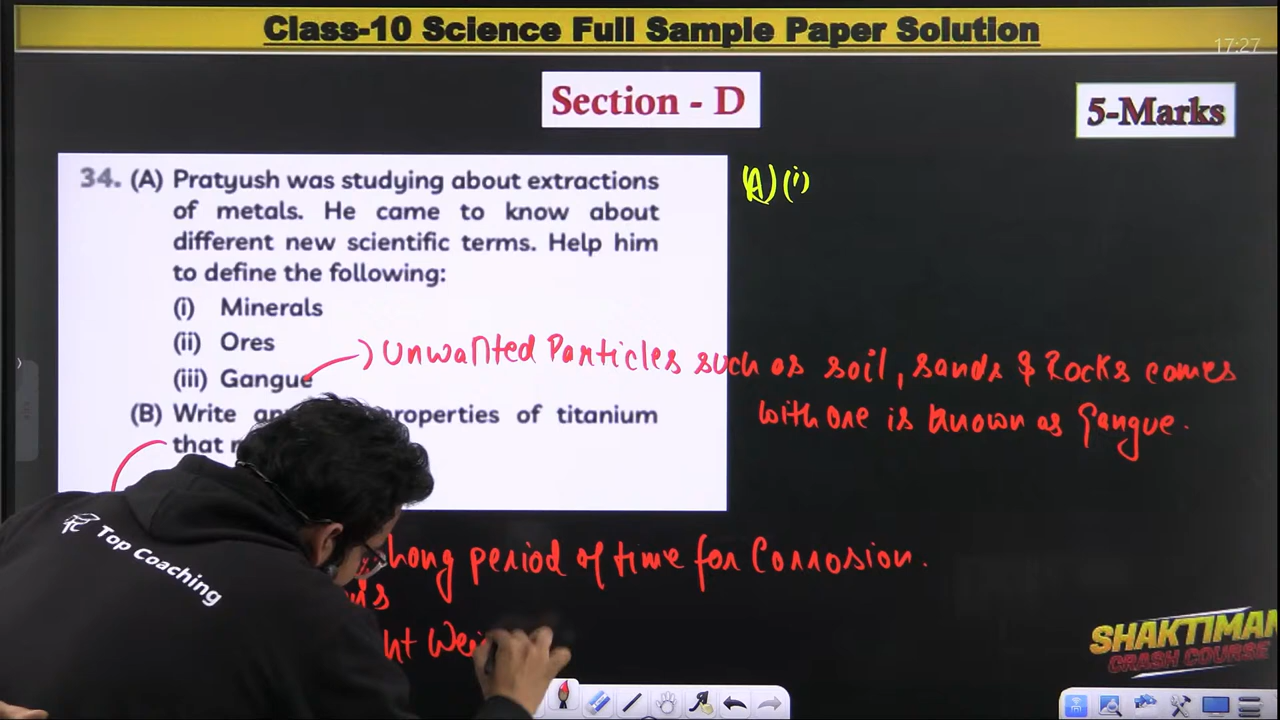 Class-10 Science Full Sample Paper Solution
17:27
Section - D
5-Marks
34. (A) Pratyush was studying about extractions
of metals. He came to know about
different new scientific terms. Help him
to define the following:
(i) Minerals
(ii) Ores
(iii) Gangue
(B) Write properties of titanium
that
(A) (i)
Unwanted Particles such as soil, sands & Rocks comes
with ore is known as Gangue.
Long period of time for Corrosion.
Top Coaching
SHAKTIMAN
CRASH COURSE